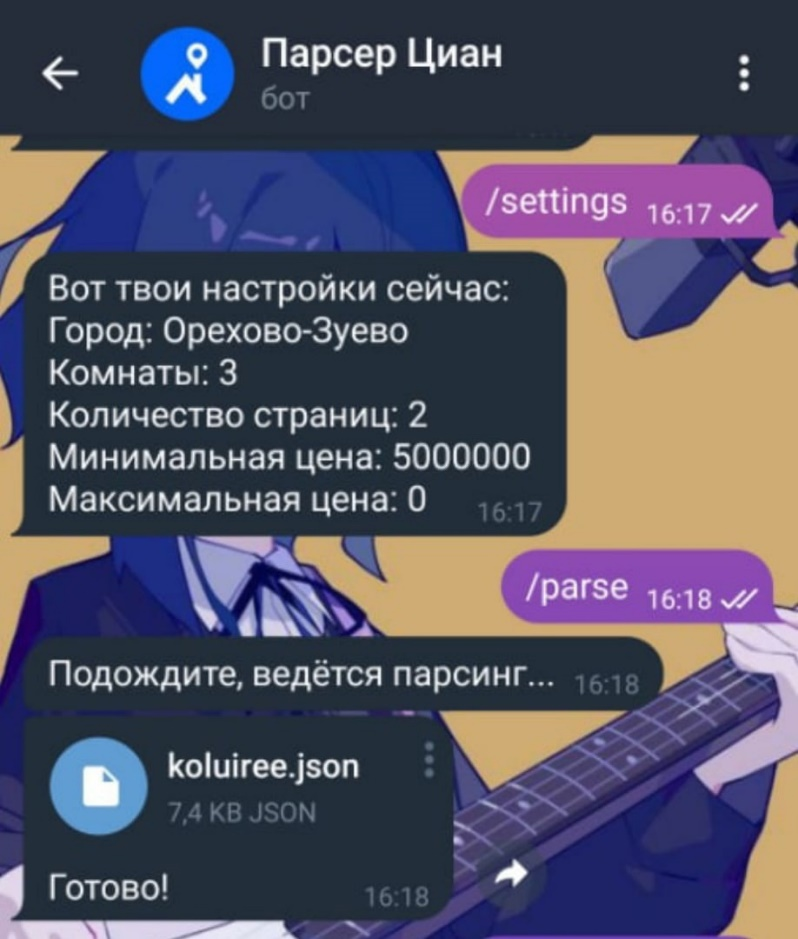 Парсер Циан
бот
/settings 16:17
Вот твои настройки сейчас:
Город: Орехово-Зуево
Комнаты: 3
Количество страниц: 2
Минимальная цена: 5000000
Максимальная цена: 0 16:17
/parse 16:18
Подождите, ведётся парсинг... 16:18
koluiree.json
7,4 KB JSON
Готово! 16:18